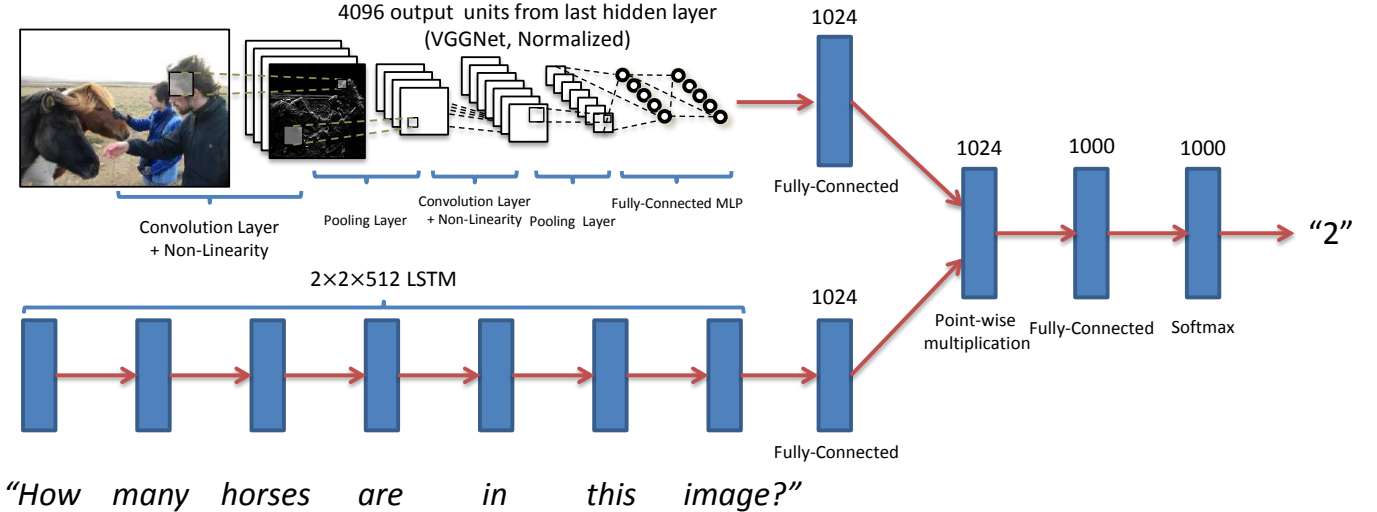 4096 output units from last hidden layer
(VGGNet, Normalized)
1024
Fully-Connected
Convolution Layer
+ Non-Linearity
Pooling Layer
Convolution Layer
+ Non-Linearity
Pooling Layer
Fully-Connected MLP
1024
Point-wise
multiplication
1000
Fully-Connected
1000
Softmax
“2”
2×2×512 LSTM
1024
Fully-Connected
“How many horses are in this image?”